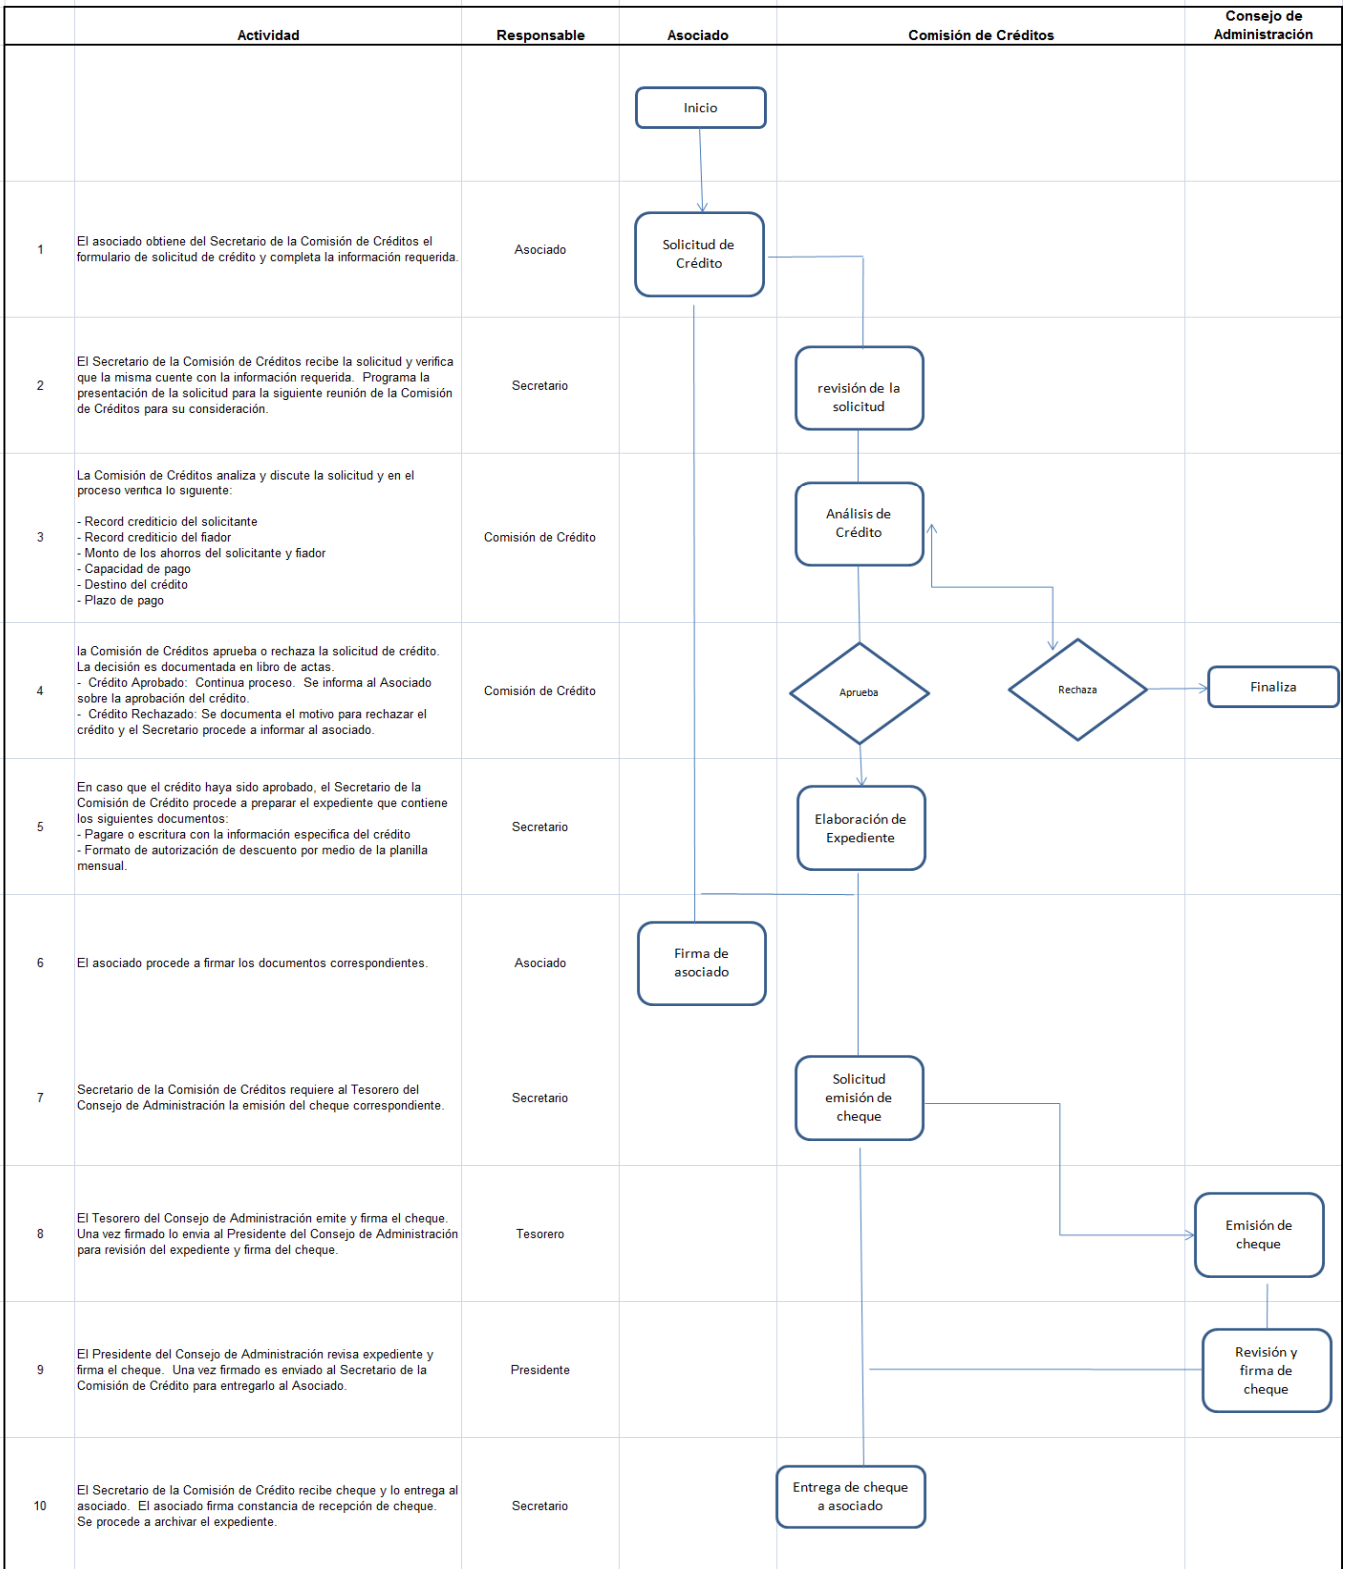 Actividad
Responsable
Asociado
Comisión de Créditos
Consejo de
Administración
Inicio
1
El asociado obtiene del Secretario de la Comisión de Créditos el
formulario de solicitud de crédito y completa la información requerida.
Asociado
Solicitud de
Crédito
2
El Secretario de la Comisión de Créditos recibe la solicitud y verifica
que la misma cuente con la información requerida.  Programa la
presentación de la solicitud para la siguiente reunión de la Comisión
de Créditos para su consideración.
Secretario
revisión de la
solicitud
3
La Comisión de Créditos analiza y discute la solicitud y en el
proceso verifica lo siguiente:
- Record crediticio del solicitante
- Record crediticio del fiador
- Monto de los ahorros del solicitante y fiador
- Capacidad de pago
- Destino del crédito
- Plazo de pago
Comisión de Crédito
Análisis de
Crédito
4
la Comisión de Créditos aprueba o rechaza la solicitud de crédito.
La decisión es documentada en libro de actas.
-  Crédito Aprobado:  Continua proceso.  Se informa al Asociado
sobre la aprobación del crédito.
-  Crédito Rechazado: Se documenta el motivo para rechazar el
crédito y el Secretario procede a informar al asociado.
Comisión de Crédito
Aprueba
Rechaza
Finaliza
5
En caso que el crédito haya sido aprobado, el Secretario de la
Comisión de Crédito procede a preparar el expediente que contiene
los siguientes documentos:
- Pagare o escritura con la información especifica del crédito
- Formato de autorización de descuento por medio de la planilla
mensual.
Secretario
Elaboración de
Expediente
6
El asociado procede a firmar los documentos correspondientes.
Asociado
Firma de
asociado
7
Secretario de la Comisión de Créditos requiere al Tesorero del
Consejo de Administración la emisión del cheque correspondiente.
Secretario
Solicitud
emisión de
cheque
8
El Tesorero del Consejo de Administración emite y firma el cheque.
Una vez firmado lo envia al Presidente del Consejo de Administración
para revisión del expediente y firma del cheque.
Tesorero
Emisión de
cheque
9
El Presidente del Consejo de Administración revisa expediente y
firma el cheque.  Una vez firmado es enviado al Secretario de la
Comisión de Crédito para entregarlo al Asociado.
Presidente
Revisión y
firma de
cheque
10
El Secretario de la Comisión de Crédito recibe cheque y lo entrega al
asociado.  El asociado firma constancia de recepción de cheque.
Se procede a archivar el expediente.
Secretario
Entrega de cheque
a asociado